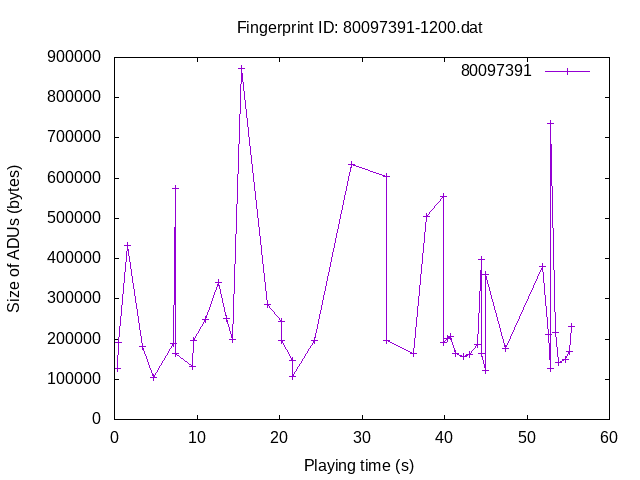 Fingerprint ID: 80097391-1200.dat
900000
80097391
800000
700000
600000
500000
400000
300000
200000
100000
0
Size of ADUs (bytes)
0 10 20 30 40 50 60
Playing time (s)